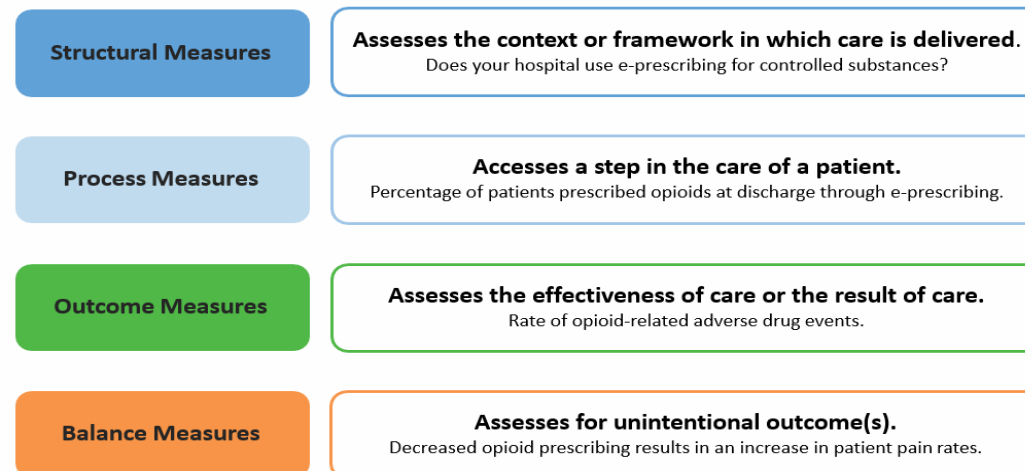 Structural Measures
Assesses the context or framework in which care is delivered.
Does your hospital use e-prescribing for controlled substances?
Process Measures
Accesses a step in the care of a patient.
Percentage of patients prescribed opioids at discharge through e-prescribing.
Outcome Measures
Assesses the effectiveness of care or the result of care.
Rate of opioid-related adverse drug events.
Balance Measures
Assesses for unintentional outcome(s).
Decreased opioid prescribing results in an increase in patient pain rates.